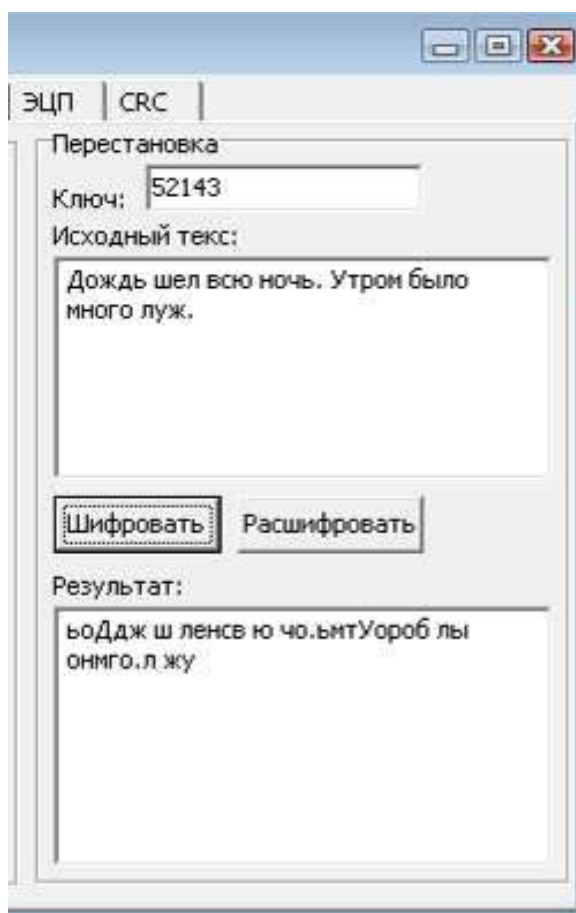 ЭЦП CRC
Перестановка
Ключ: 52143
Исходный текс:
Дождь шел всю ночь. Утром было
много луж.
Шифровать Расшифровать
Результат:
ьоДдж ш ленсв ю чо.ьмтУороб лы
онмго.л жу